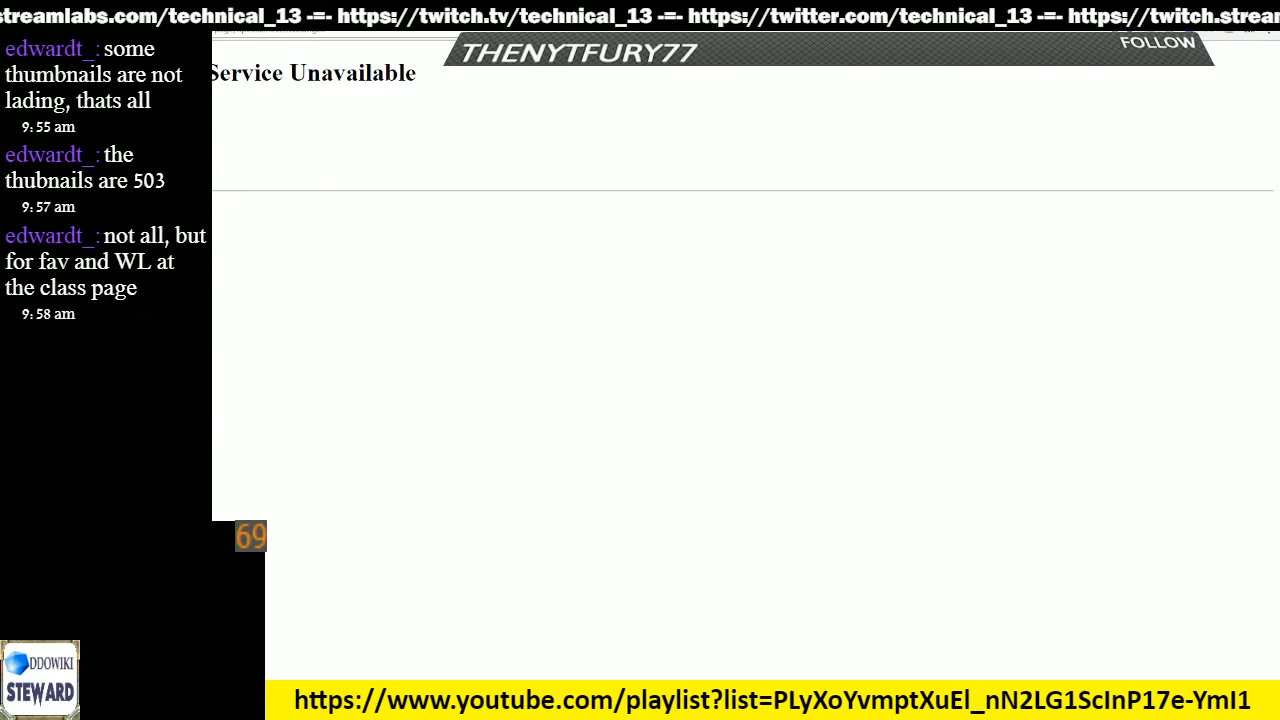 streamlabs.com/technical_13 -=- https://twitch.tv/technical_13 -=- https://twitter.com/technical_13 -=- https://twitch.stream
THENYTFURY77
FOLLOW
Service Unavailable
edwardt_: some
thumbnails are not
lading, thats all
9:55 am
edwardt_: the
thubnails are 503
9:57 am
edwardt_: not all, but
for fav and WL at
the class page
9:58 am
69
DDOWIKI
STEWARD
https://www.youtube.com/playlist?list=PLyXoYvmptXuEl_nN2LG1ScInP17e-YmI1